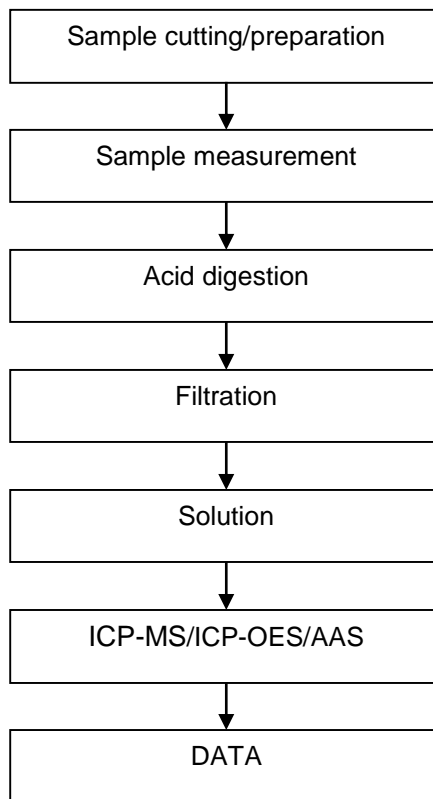 Sample cutting/preparation
Sample measurement
Acid digestion
Filtration
Solution
ICP-MS/ICP-OES/AAS
DATA